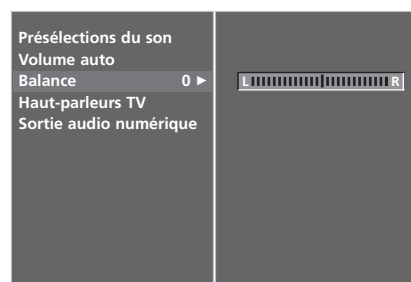 Présélections du son
Volume auto
Balance 0 ►
L R
Haut-parleurs TV
Sortie audio numérique